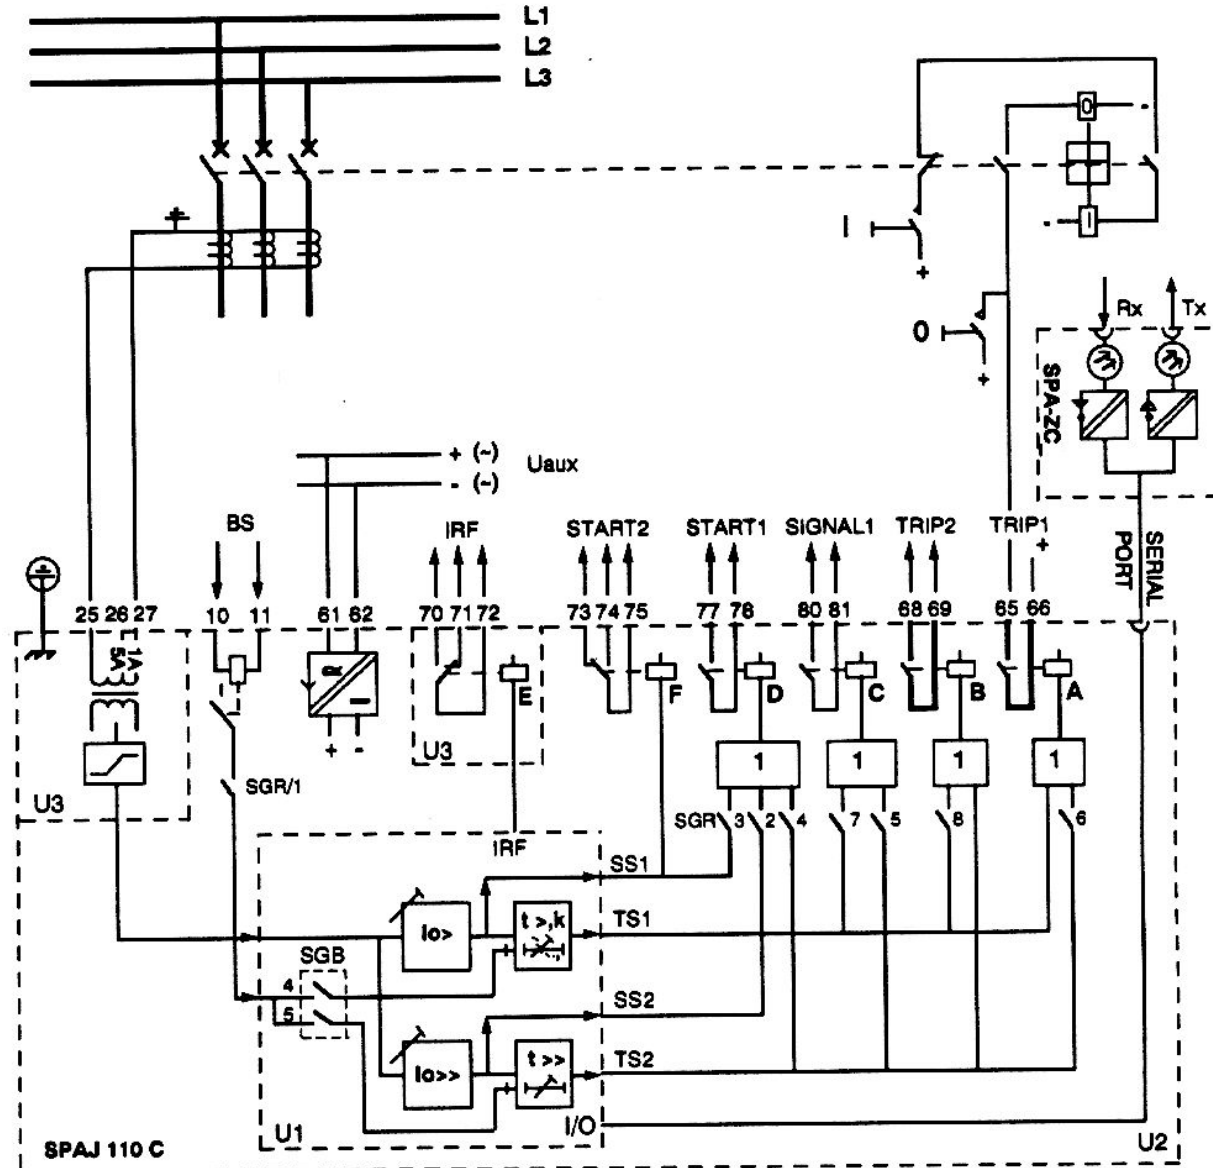 L1
L2
L3
0
-
I
-
I
+
0
+
Rx Tx
SPA-ZC
+ (~)
- (~)
Uaux
BS
IRF
START2 START1 SIGNAL1 TRIP2 TRIP1
+
SERIAL
PORT
25 26 27 10 11 61 62 70 71 72 73 74 75 77 78 80 81 68 69 65 66
1A
5A
E F D C B A
+ -
U3
U3
SGR/1
1 1 1 1
SGR 3 2 4 7 5 8 6
IRF
SS1
Io>
t >,k
TS1
SGB
4
5
SS2
Io>>
t >>
TS2
I/O
U1
U2
SPAJ 110 C